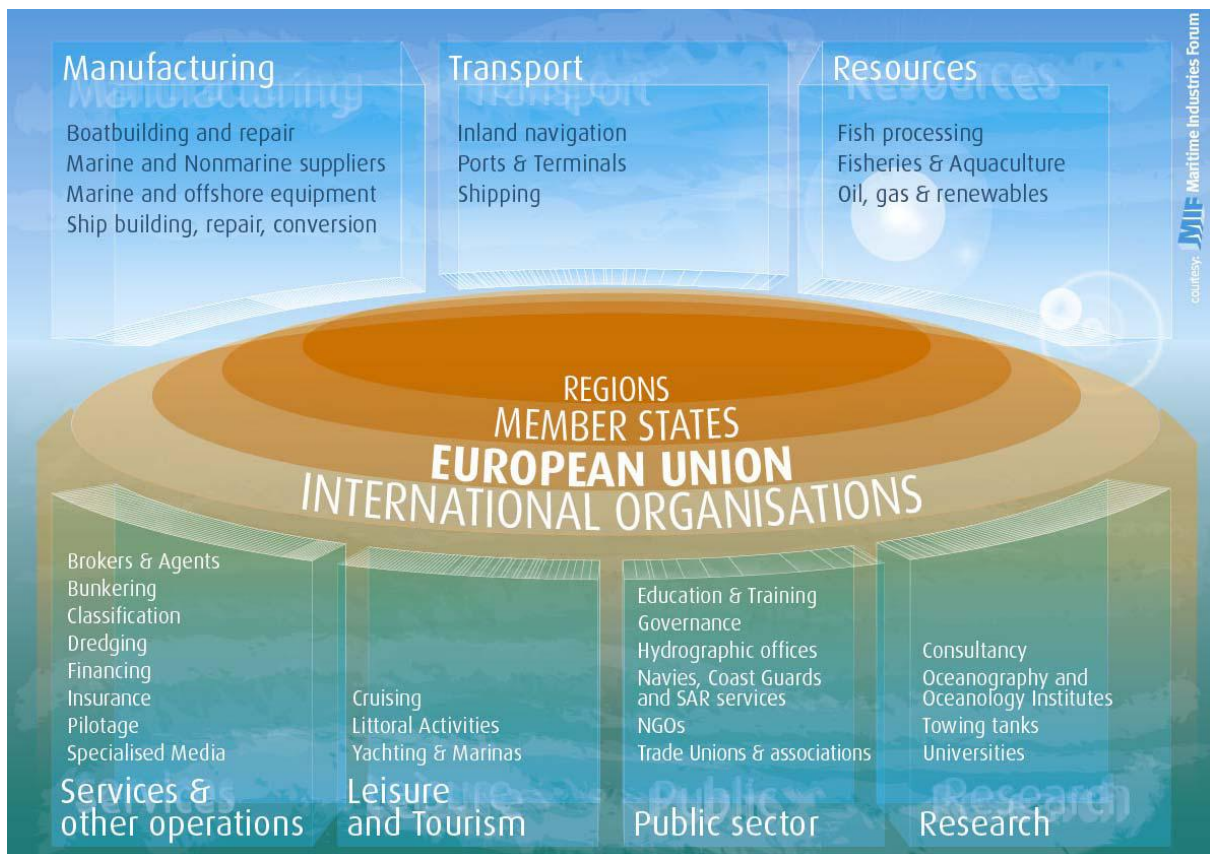 Manufacturing
Boatbuilding and repair
Marine and Nonmarine suppliers
Marine and offshore equipment
Ship building, repair, conversion
Transport
Inland navigation
Ports & Terminals
Shipping
Resources
Fish processing
Fisheries & Aquaculture
Oil, gas & renewables
courtesy: MIF Maritime Industries Forum
REGIONS
MEMBER STATES
EUROPEAN UNION
INTERNATIONAL ORGANISATIONS
Brokers & Agents
Bunkering
Classification
Dredging
Financing
Insurance
Pilotage
Specialised Media
Services &
other operations
Cruising
Littoral Activities
Yachting & Marinas
Leisure
and Tourism
Education & Training
Governance
Hydrographic offices
Navies, Coast Guards
and SAR services
NGOs
Trade Unions & associations
Public sector
Consultancy
Oceanography and
Oceanology Institutes
Towing tanks
Universities
Research